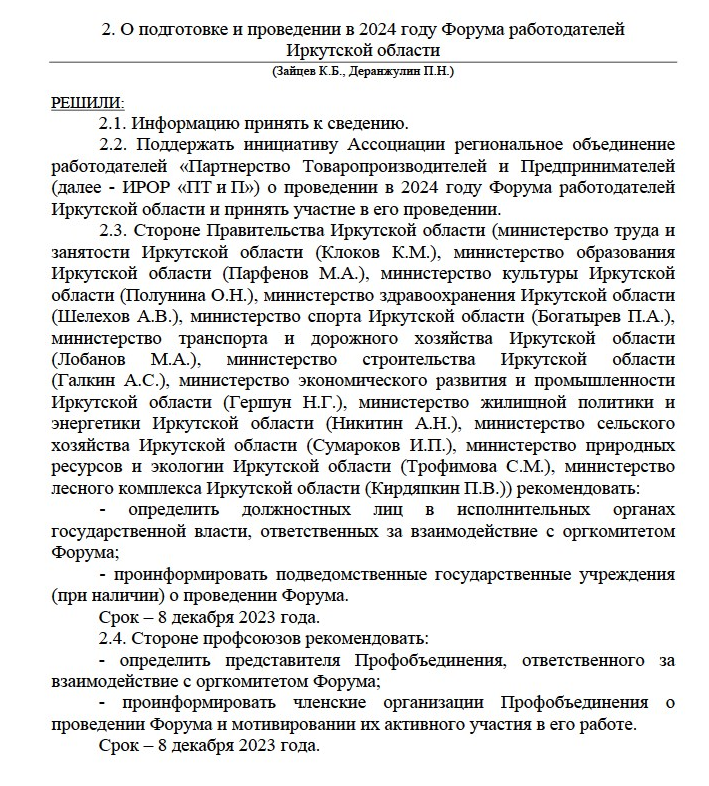 2. О подготовке и проведении в 2024 году Форума работодателей
Иркутской области
(Зайцев К.Б., Деранжулин П.Н.)
РЕШИЛИ:
2.1. Информацию принять к сведению.
2.2. Поддержать инициативу Ассоциации региональное объединение
работодателей «Партнерство Товаропроизводителей и Предпринимателей
(далее - ИРОР «ПТ и П») о проведении в 2024 году Форума работодателей
Иркутской области и принять участие в его проведении.
2.3. Стороне Правительства Иркутской области (министерство труда и
занятости Иркутской области (Клоков К.М.), министерство образования
Иркутской области (Парфенов М.А.), министерство культуры Иркутской
области (Полунина О.Н.), министерство здравоохранения Иркутской области
(Шелехов А.В.), министерство спорта Иркутской области (Богатырев П.А.),
министерство транспорта и дорожного хозяйства Иркутской области
(Лобанов М.А.), министерство строительства Иркутской области
(Галкин А.С.), министерство экономического развития и промышленности
Иркутской области (Гершун Н.Г.), министерство жилищной политики и
энергетики Иркутской области (Никитин А.Н.), министерство сельского
хозяйства Иркутской области (Сумароков И.П.), министерство природных
ресурсов и экологии Иркутской области (Трофимова С.М.), министерство
лесного комплекса Иркутской области (Кирдяпкин П.В.)) рекомендовать:
- определить должностных лиц в исполнительных органах
государственной власти, ответственных за взаимодействие с оргкомитетом
Форума;
- проинформировать подведомственные государственные учреждения
(при наличии) о проведении Форума.
Срок – 8 декабря 2023 года.
2.4. Стороне профсоюзов рекомендовать:
- определить представителя Профобъединения, ответственного за
взаимодействие с оргкомитетом Форума;
- проинформировать членские организации Профобъединения о
проведении Форума и мотивировании их активного участия в его работе.
Срок – 8 декабря 2023 года.